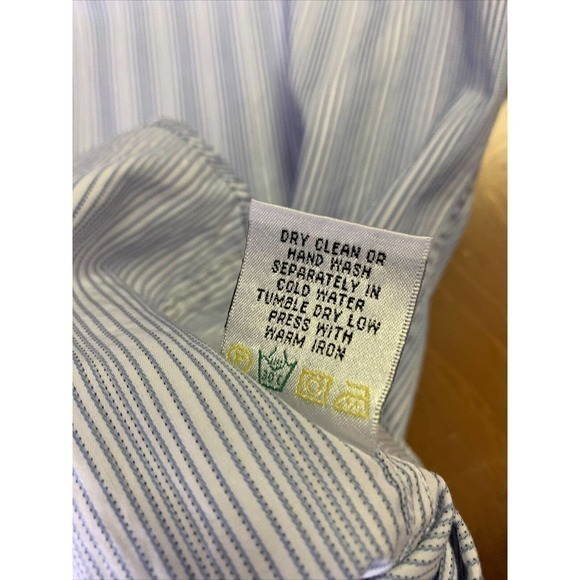 DRY CLEAN OR
HAND WASH
SEPARATELY IN
COLD WATER
TUMBLE DRY LOW
PRESS WITH
WARM IRON